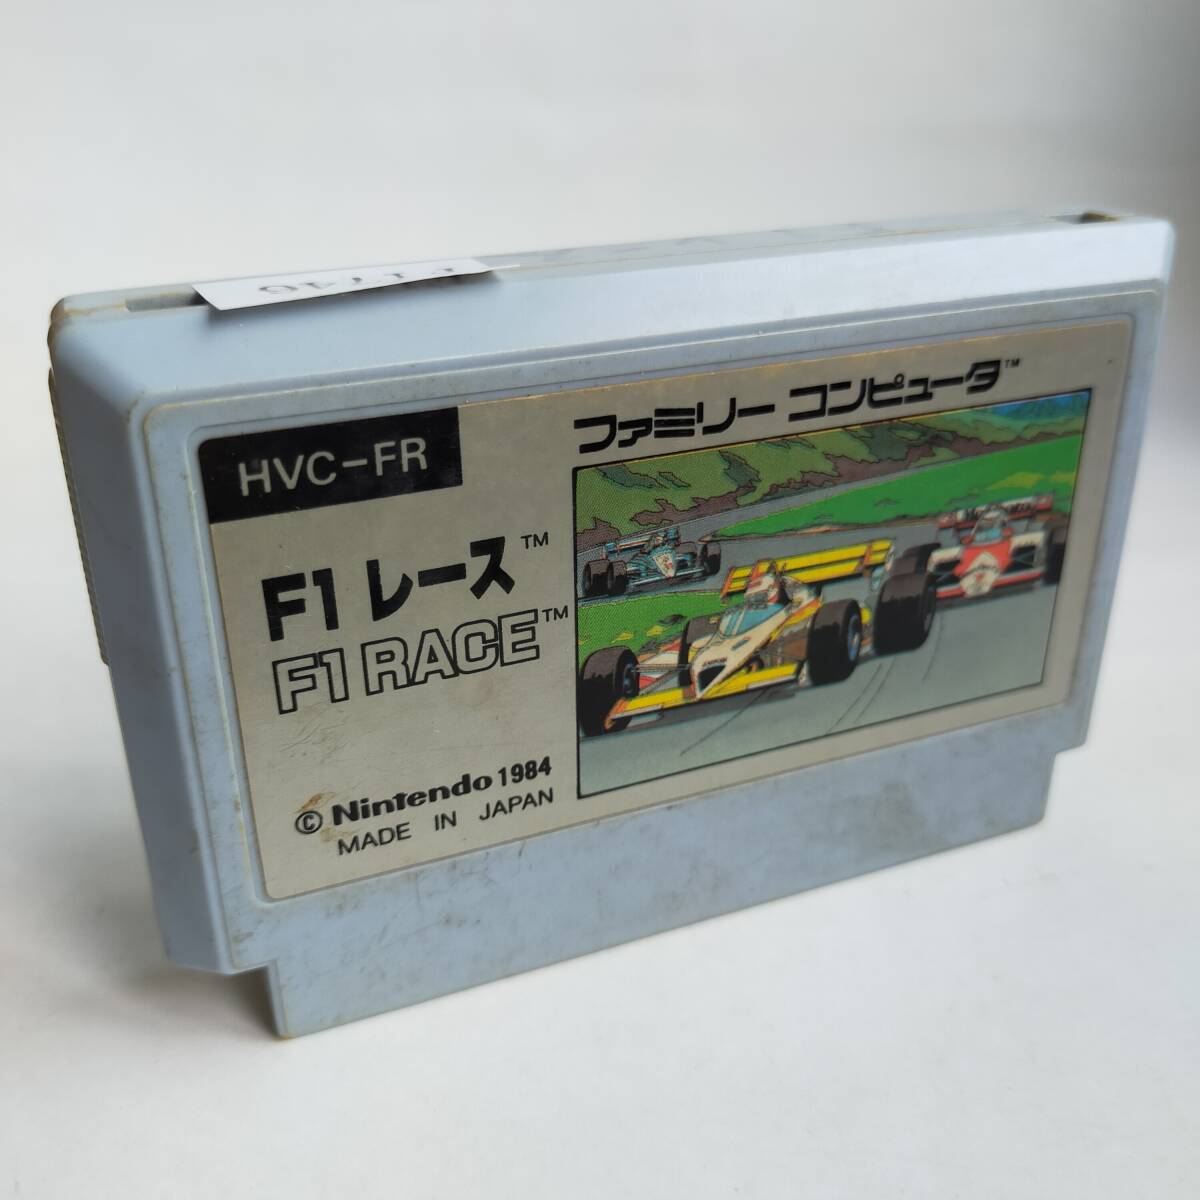 HVC-FR
ファミリー コンピュータ™
F1 レース™
F1 RACE™
© Nintendo 1984
MADE IN JAPAN